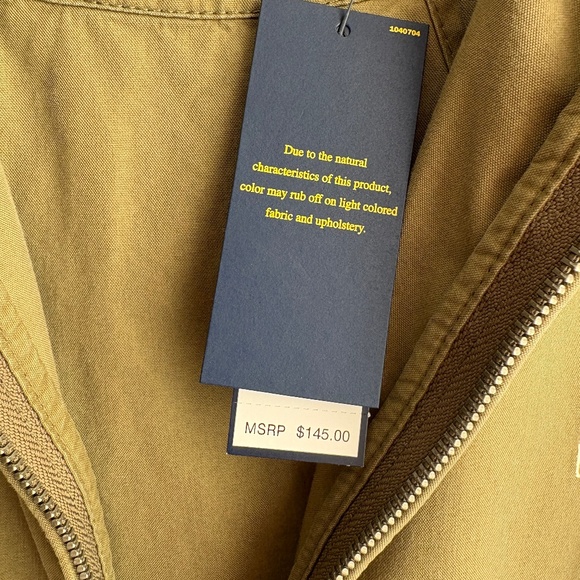 1040704
Due to the natural
characteristics of this product,
color may rub off on light colored
fabric and upholstery.
MSRP $145.00